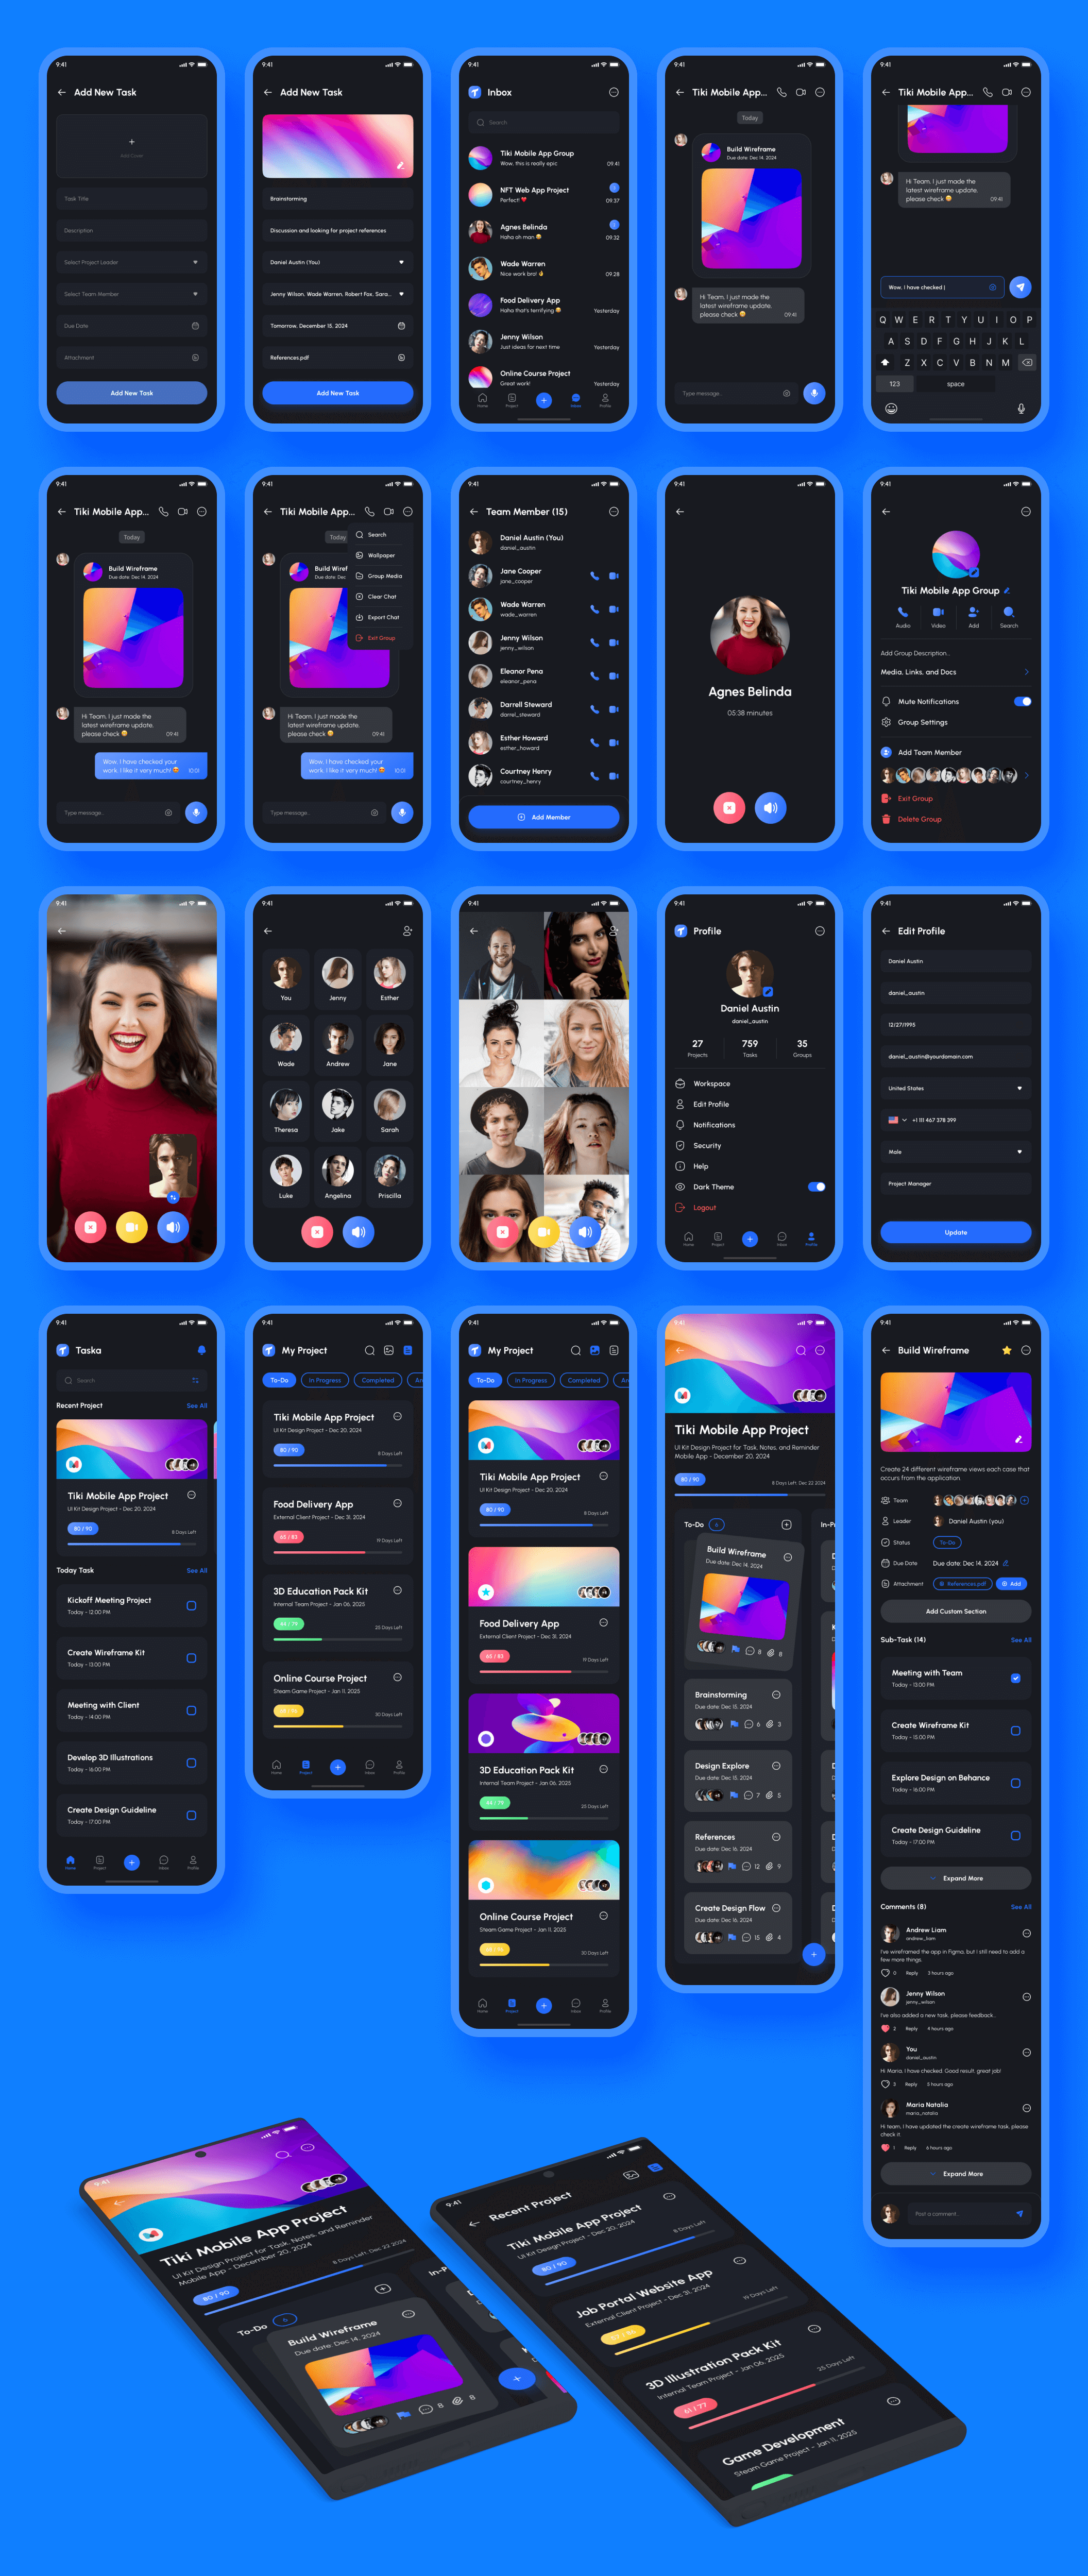 9:41
Add New Task
Add Cover
Task Title
Description
Select Project Leader
Select Team Member
Due Date
Attachment
Add New Task
9:41
Add New Task
Brainstorming
Discussion and looking for project references
Daniel Austin (You)
Jenny Wilson, Wade Warren, Robert Fox, Sara...
Tomorrow, December 15, 2024
References.pdf
Add New Task
9:41
Inbox
Search
Tiki Mobile App Group
Wow, this is really epic
09:41
NFT Web App Project
Perfect!
09:37
Agnes Belinda
Haha oh man
09:32
Wade Warren
Nice work bro!
09:28
Food Delivery App
Haha that's terrifying
Yesterday
Jenny Wilson
Just ideas for next time
Yesterday
Online Course Project
Great work!
Yesterday
Home
Project
Inbox
Profile
9:41
Tiki Mobile App...
Today
Build Wireframe
Due date: Dec 14, 2024
Hi Team, I just made the
latest wireframe update,
please check
09:41
Type message..
9:41
Tiki Mobile App...
Hi Team, I just made the
latest wireframe update,
please check
09:41
Wow, I have checked |
Q W E R T Y U I O P
A S D F G H J K L
Z X C V B N M
123
space
9:41
Tiki Mobile App...
Today
Build Wireframe
Due date: Dec 14, 2024
Hi Team, I just made the
latest wireframe update,
please check
09:41
Wow, I have checked your
work. I like it very much!
10:01
Type message..
9:41
Tiki Mobile App...
Today
Build Wiref
Due date: Dec
Search
Wallpaper
Group Media
Clear Chat
Export Chat
Exit Group
Hi Team, I just made the
latest wireframe update,
please check
09:41
Wow, I have checked your
work. I like it very much!
10:01
Type message..
9:41
Team Member (15)
Daniel Austin (You)
daniel_austin
Jane Cooper
jane_cooper
Wade Warren
wade_warren
Jenny Wilson
jenny_wilson
Eleanor Pena
eleanor_pena
Darrell Steward
darrel_steward
Esther Howard
esther_howard
Courtney Henry
courtney_henry
Add Member
9:41
Agnes Belinda
05:38 minutes
9:41
Tiki Mobile App Group
Audio
Video
Add
Search
Add Group Description...
Media, Links, and Docs
Mute Notifications
Group Settings
Add Team Member
Exit Group
Delete Group
9:41
9:41
You
Jenny
Esther
Wade
Andrew
Jane
Theresa
Jake
Sarah
Luke
Angelina
Priscilla
9:41
9:41
Profile
Daniel Austin
daniel_austin
27
759
35
Projects
Tasks
Groups
Workspace
Edit Profile
Notifications
Security
Help
Dark Theme
Logout
Home
Project
Inbox
Profile
9:41
Edit Profile
Daniel Austin
daniel_austin
12/27/1995
daniel_austin@yourdomain.com
United States
+1 111 467 378 399
Male
Project Manager
Update
9:41
Taska
Search
Recent Project
See All
Tiki Mobile App Project
UI Kit Design Project - Dec 20, 2024
80 / 90
8 Days Left
Today Task
See All
Kickoff Meeting Project
Today - 12:00 PM
Create Wireframe Kit
Today - 13:00 PM
Meeting with Client
Today - 14:00 PM
Develop 3D Illustrations
Today - 16:00 PM
Create Design Guideline
Today - 17:00 PM
Home
Project
Inbox
Profile
9:41
My Project
To-Do
In Progress
Completed
Tiki Mobile App Project
UI Kit Design Project - Dec 20, 2024
80 / 90
8 Days Left
Food Delivery App
External Client Project - Dec 31, 2024
65 / 83
19 Days Left
3D Education Pack Kit
Internal Team Project - Jan 06, 2025
44 / 79
25 Days Left
Online Course Project
Steam Game Project - Jan 11, 2025
30 Days Left
Home
Project
Inbox
Profile
9:41
My Project
To-Do
In Progress
Completed
Tiki Mobile App Project
UI Kit Design Project - Dec 20, 2024
80 / 90
8 Days Left
Food Delivery App
External Client Project - Dec 31, 2024
65 / 83
19 Days Left
3D Education Pack Kit
Internal Team Project - Jan 06, 2025
44 / 79
25 Days Left
Online Course Project
Steam Game Project - Jan 11, 2025
30 Days Left
Home
Project
Inbox
Profile
9:41
Tiki Mobile App Project
UI Kit Design Project for Task, Notes, and Reminder
Mobile App - December 20, 2024
80 / 90
8 Days Left, Dec 22 2024
To-Do
6
In-P
Build Wireframe
Due date: Dec 14, 2024
8
8
Brainstorming
Due date: Dec 15, 2024
6
3
Design Explore
Due date: Dec 15, 2024
7
5
References
Due date: Dec 16, 2024
12
9
Create Design Flow
Due date: Dec 16, 2024
15
4
9:41
Build Wireframe
Create 24 different wireframe views each case that
occurs from the application.
Team
Leader
Daniel Austin (you)
Status
To-Do
Due Date
Due date: Dec 14, 2024
Attachment
References.pdf
Add
Add Custom Section
Sub-Task (14)
See All
Meeting with Team
Today - 13:00 PM
Create Wireframe Kit
Today - 15:00 PM
Explore Design on Behance
Today - 16:00 PM
Create Design Guideline
Today - 17:00 PM
Expand More
Comments (8)
See All
Andrew Liam
andrew_liam
I've wireframed the app in Figma, but I still need to add a
few more things.
0
Reply
3 hours ago
Jenny Wilson
jenny_wilson
I've also added a new task, please feedback..
2
Reply
4 hours ago
You
daniel_austin
Hi Maria, I have checked. Good result, great job!
3
Reply
5 hours ago
Maria Natalia
maria_natalia
Hi team, I have updated the create wireframe task, please
check it.
1
Reply
6 hours ago
Expand More
Post a comment..
9:41
Tiki Mobile App Project
UI Kit Design Project for Task, Notes, and Reminder
Mobile App - December 20, 2024
80 / 90
8 Days Left, Dec 22 2024
To-Do
6
In-P
Build Wireframe
Due date: Dec 14, 2024
8
8
9:41
Recent Project
Tiki Mobile App Project
UI Kit Design Project - Dec 20, 2024
80 / 90
8 Days Left
Job Portal Website App
External Client Project - Dec 31, 2024
19 Days Left
3D Illustration Pack Kit
Internal Team Project - Jan 06, 2025
61 / 77
25 Days Left
Game Development
Steam Game Project - Jan 11, 2025